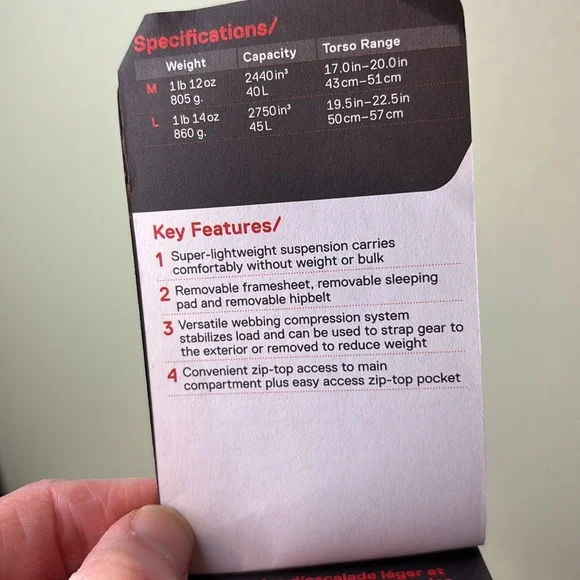 Specifications/
Weight Capacity Torso Range
M 1 lb 12 oz 2440 in³ 17.0 in–20.0 in
805 g. 40 L 43 cm–51 cm
L 1 lb 14 oz 2750 in³ 19.5 in–22.5 in
860 g. 45 L 50 cm–57 cm
Key Features/
1 Super-lightweight suspension carries
comfortably without weight or bulk
2 Removable framesheet, removable sleeping
pad and removable hipbelt
3 Versatile webbing compression system
stabilizes load and can be used to strap gear to
the exterior or removed to reduce weight
4 Convenient zip-top access to main
compartment plus easy access zip-top pocket
d'escalade léger et